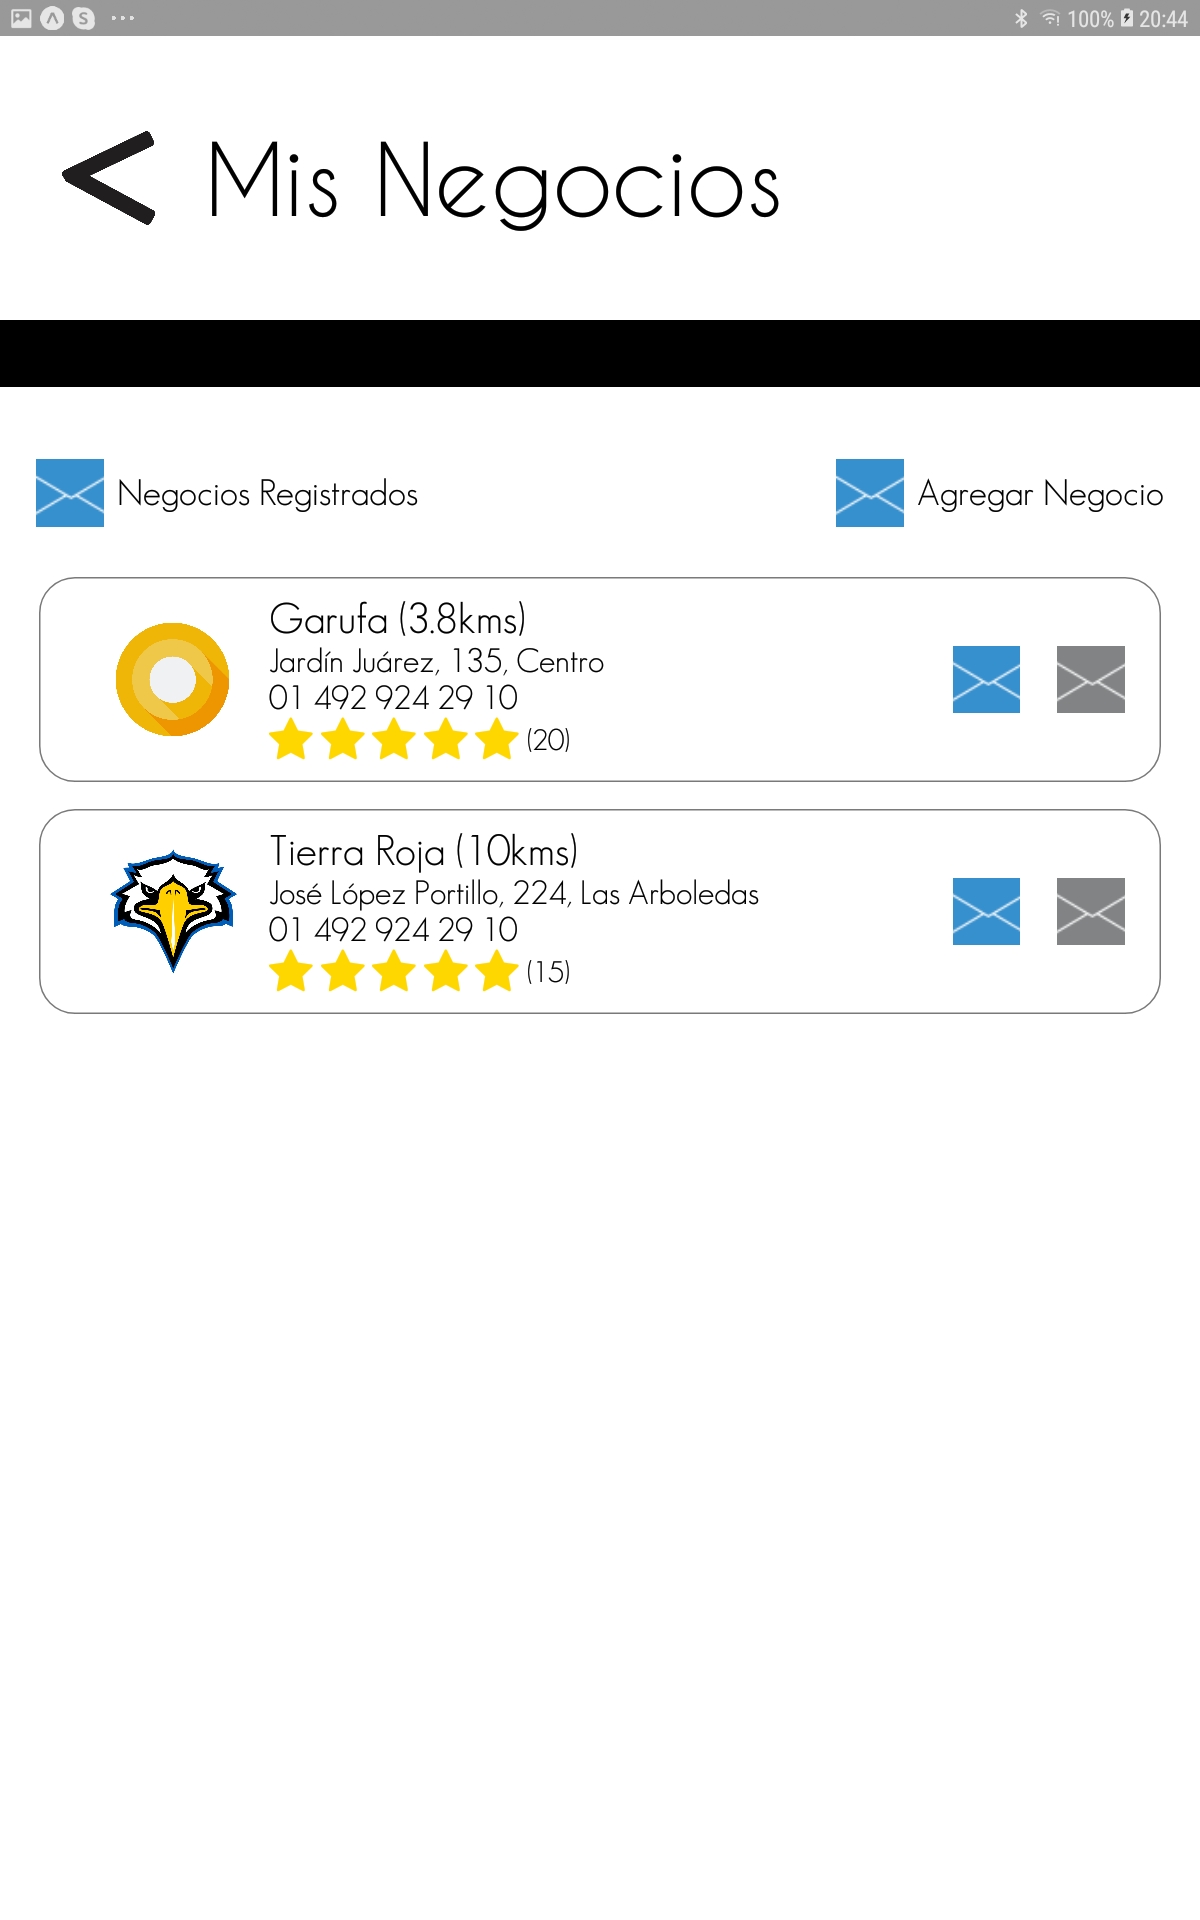 100% 20:44
Mis Negocios
Negocios Registrados
Agregar Negocio
Garufa (3.8kms)
Jardín Juárez, 135, Centro
01 492 924 29 10
(20)
Tierra Roja (10kms)
José López Portillo, 224, Las Arboledas
01 492 924 29 10
(15)